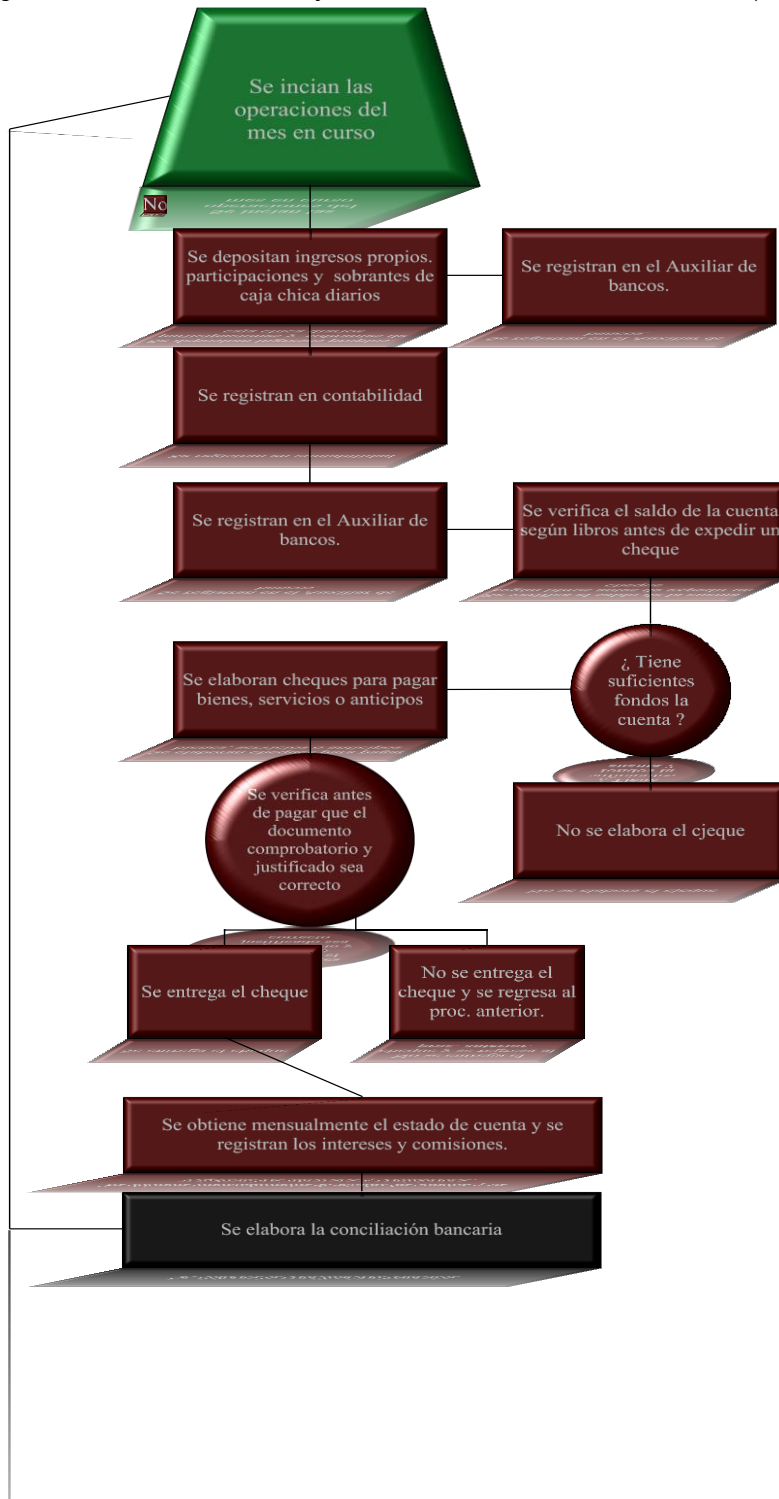 Se incian las
operaciones del
mes en curso
No
Se depositan ingresos propios.
participaciones y sobrantes de
caja chica diarios
Se registran en el Auxiliar de
bancos.
Se registran en contabilidad
Se registran en el Auxiliar de
bancos.
Se verifica el saldo de la cuenta
según libros antes de expedir un
cheque
¿ Tiene
suficientes
fondos la
cuenta ?
Se elaboran cheques para pagar
bienes, servicios o anticipos
No se elabora el cjeque
Se verifica antes
de pagar que el
documento
comprobatorio y
justificado sea
correcto
Se entrega el cheque
No se entrega el
cheque y se regresa al
proc. anterior.
Se obtiene mensualmente el estado de cuenta y se
registran los intereses y comisiones.
Se elabora la conciliación bancaria